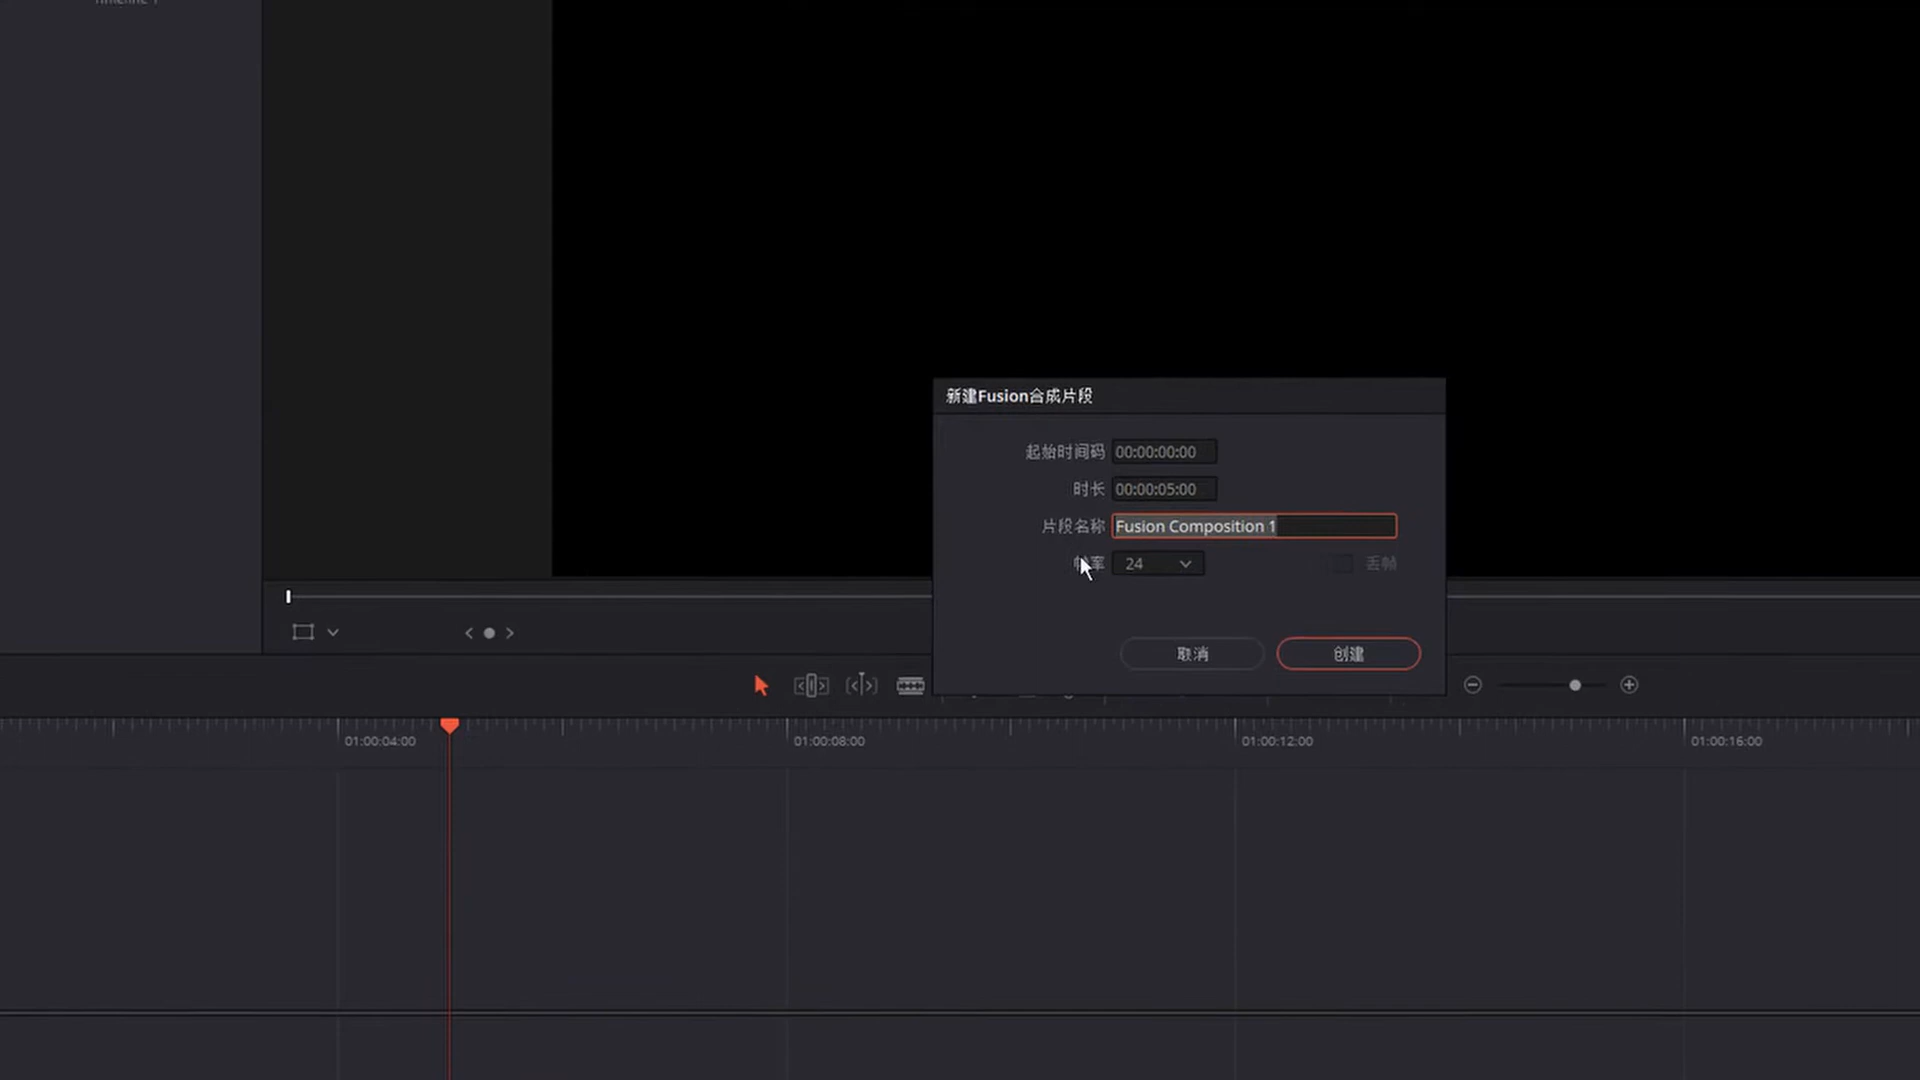 Timeline 1
新建Fusion合成片段
起始时间码 00:00:00:00
时长 00:00:05:00
片段名称 Fusion Composition 1
帧率 24 丢帧
取消 创建
01:00:04:00 01:00:08:00 01:00:12:00 01:00:16:00